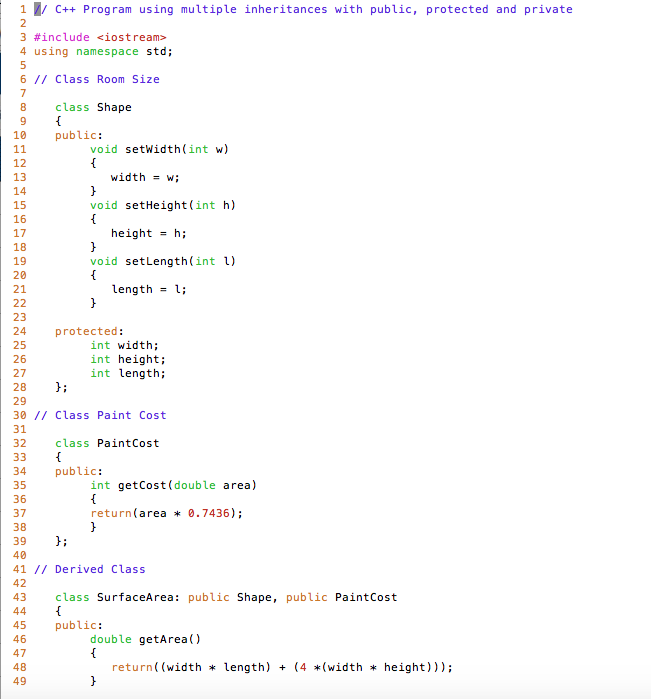 1 // C++ Program using multiple inheritances with public, protected and private
2
3 #include <iostream>
4 using namespace std;
5
6 // Class Room Size
7
8 class Shape
9 {
10 public:
11 void setWidth(int w)
12 {
13 width = w;
14 }
15 void setHeight(int h)
16 {
17 height = h;
18 }
19 void setLength(int l)
20 {
21 length = l;
22 }
23
24 protected:
25 int width;
26 int height;
27 int length;
28 };
29
30 // Class Paint Cost
31
32 class PaintCost
33 {
34 public:
35 int getCost(double area)
36 {
37 return(area * 0.7436);
38 }
39 };
40
41 // Derived Class
42
43 class SurfaceArea: public Shape, public PaintCost
44 {
45 public:
46 double getArea()
47 {
48 return((width * length) + (4 *(width * height)));
49 }